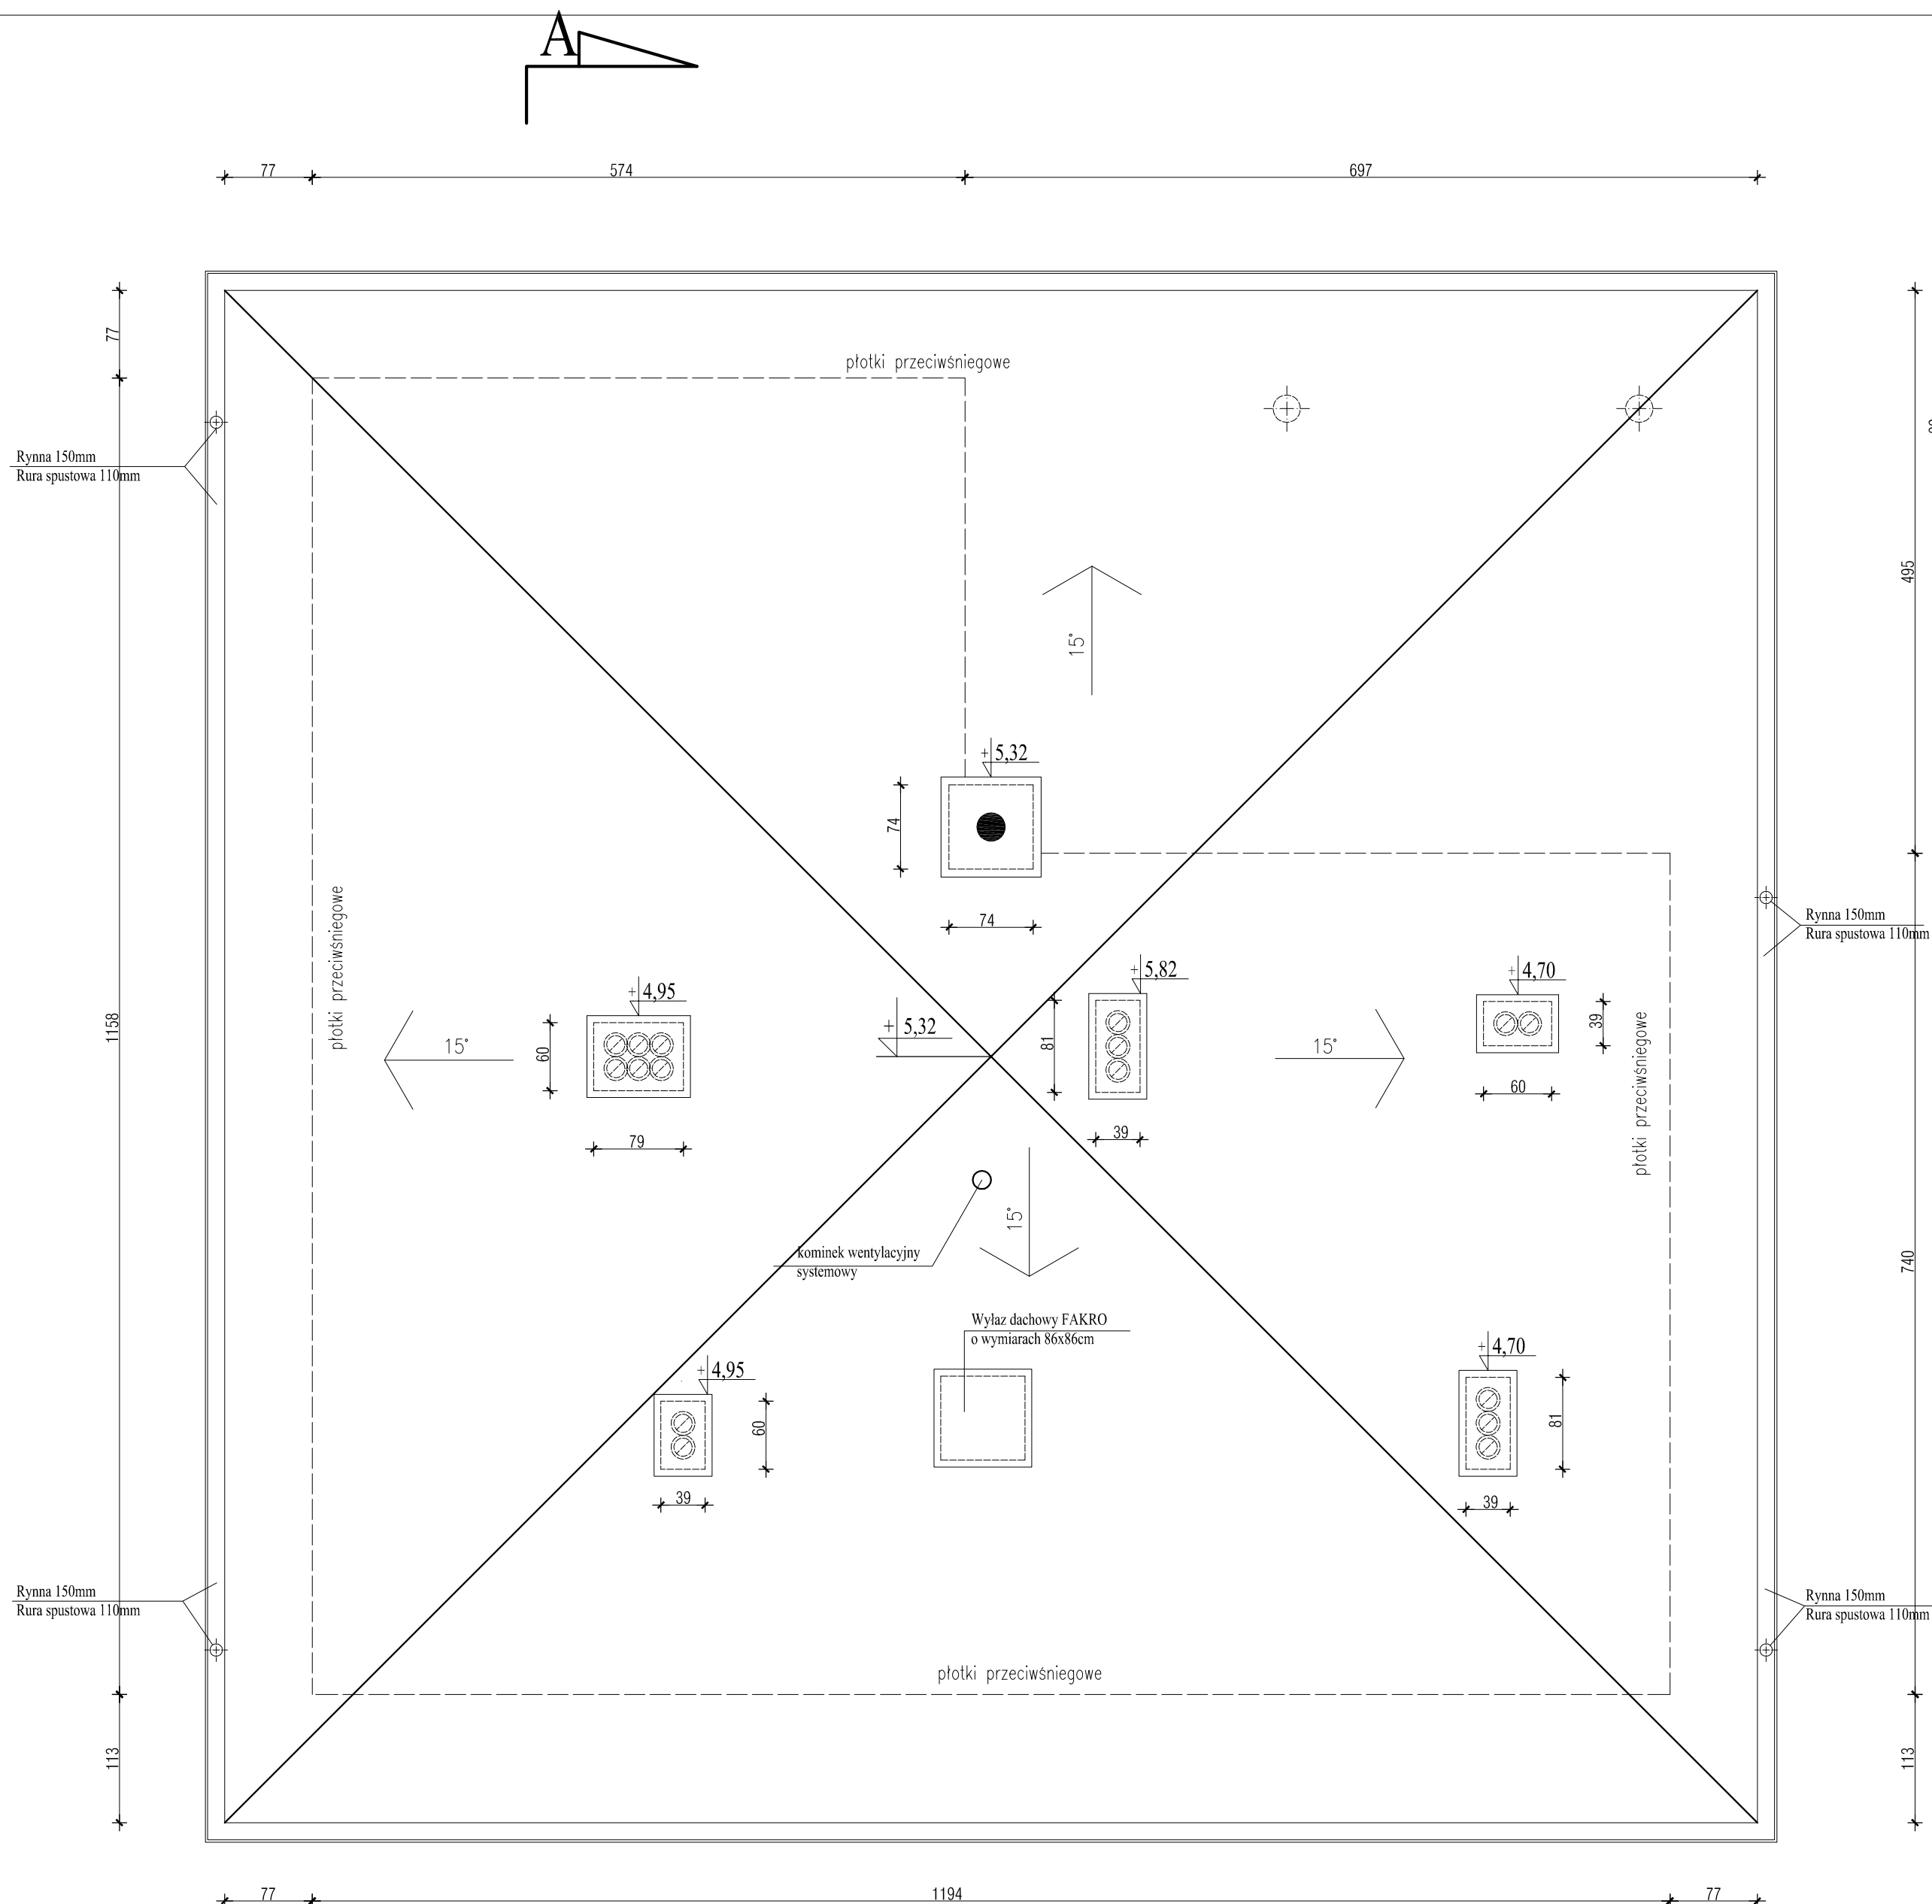 A
77
574
697
77
płotki przeciwśniegowe
Rynna 150mm
Rura spustowa 110mm
495
15°
+ 5,32
74
74
płotki przeciwśniegowe
Rynna 150mm
Rura spustowa 110mm
+ 5,82
+ 4,70
+ 4,95
+ 5,32
1158
15°
60
81
15°
39
płotki przeciwśniegowe
60
79
39
15°
kominek wentylacyjny
systemowy
740
Wyłaz dachowy FAKRO
o wymiarach 86x86cm
+ 4,95
+ 4,70
60
81
39
39
Rynna 150mm
Rura spustowa 110mm
Rynna 150mm
Rura spustowa 110mm
płotki przeciwśniegowe
113
113
77
1194
77